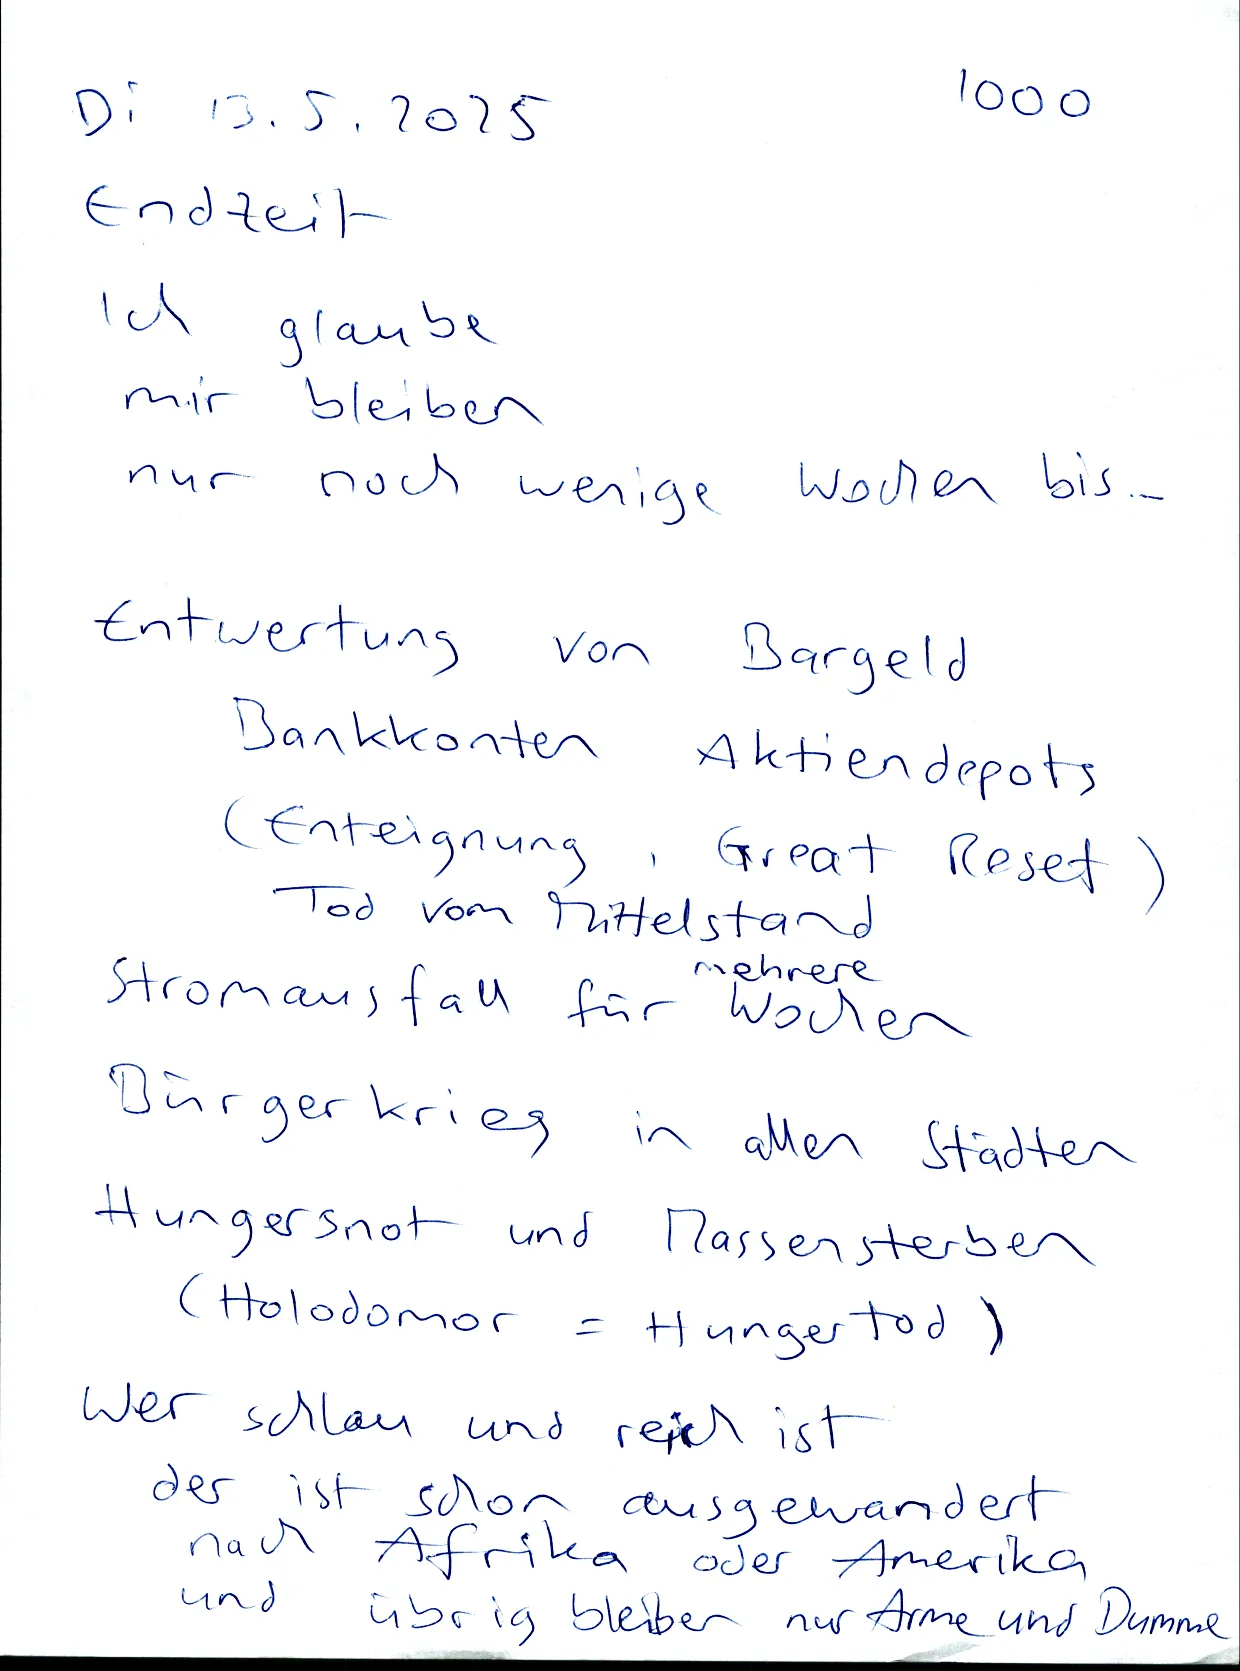 Di 13.5.2025 1000
Endzeit
Ich glaube
mir bleiben
nur noch wenige Wochen bis...
Entwertung von Bargeld
Bankkonten Aktiendepots
(Enteignung, Great Reset)
Tod vom Mittelstand
mehrere
Stromausfall für Wochen
Bürgerkrieg in allen Städten
Hungersnot und Massensterben
(Holodomor = Hungertod)
Wer schlau und reich ist
der ist schon ausgewandert
nach Afrika oder Amerika
und übrig bleiben nur Arme und Dumme